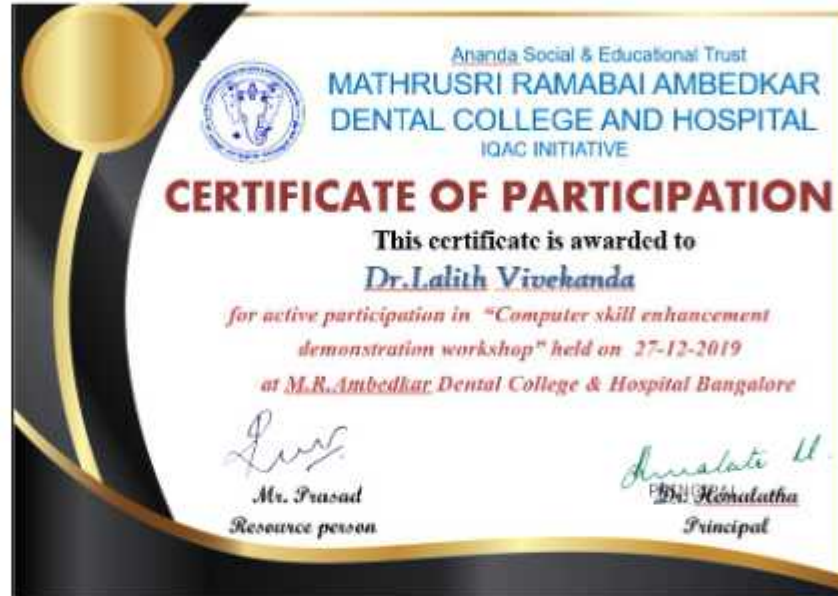 Ananda Social & Educational Trust
MATHRUSRI RAMABAI AMBEDKAR
DENTAL COLLEGE AND HOSPITAL
IQAC INITIATIVE
CERTIFICATE OF PARTICIPATION
This certificate is awarded to
Dr.Lalith Vivekanda
for active participation in "Computer skill enhancement
demonstration workshop" held on 27-12-2019
at M.R.Ambedkar Dental College & Hospital Bangalore
Mr. Prasad
Resource person
PRINCIPAL
Dr. Hemalatha
Principal